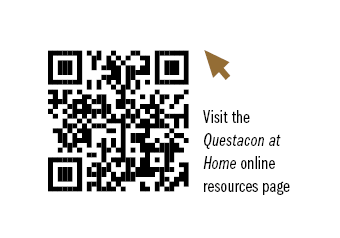 Visit the
Questacon at
Home online
resources page